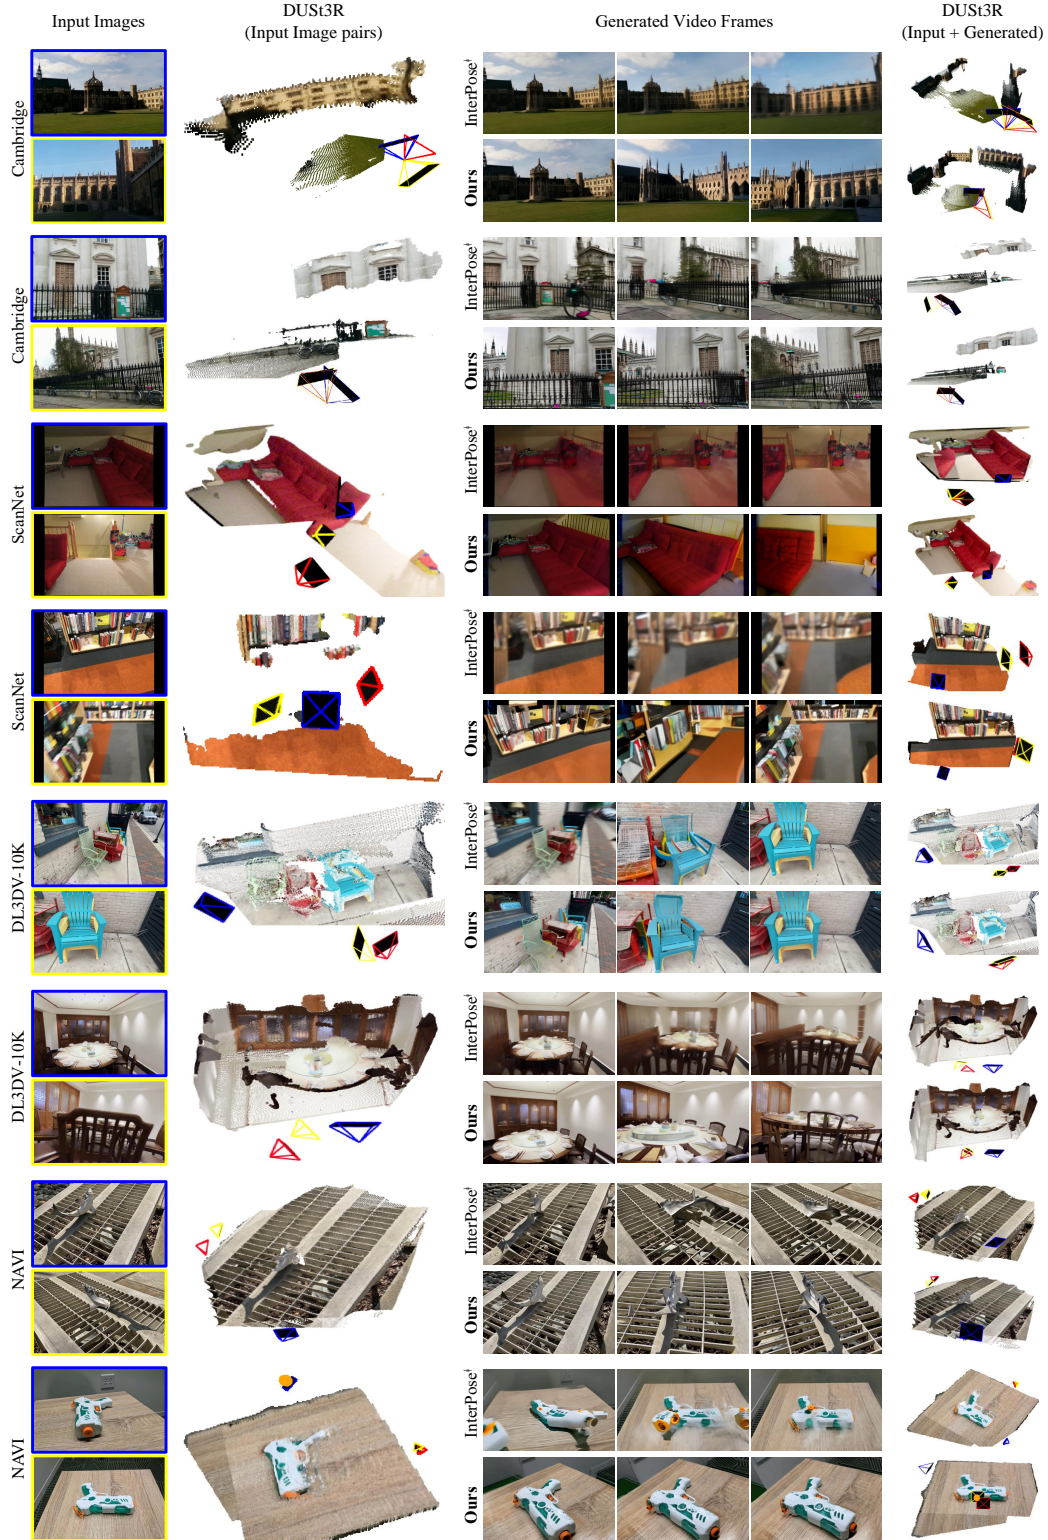 Input Images
DUSt3R
(Input Image pairs)
Generated Video Frames
DUSt3R
(Input + Generated)
Cambridge
InterPose‡
Ours
Cambridge
InterPose‡
Ours
ScanNet
InterPose‡
Ours
ScanNet
InterPose‡
Ours
DL3DV-10K
InterPose‡
Ours
DL3DV-10K
InterPose‡
Ours
NAVI
InterPose‡
Ours
NAVI
InterPose‡
Ours